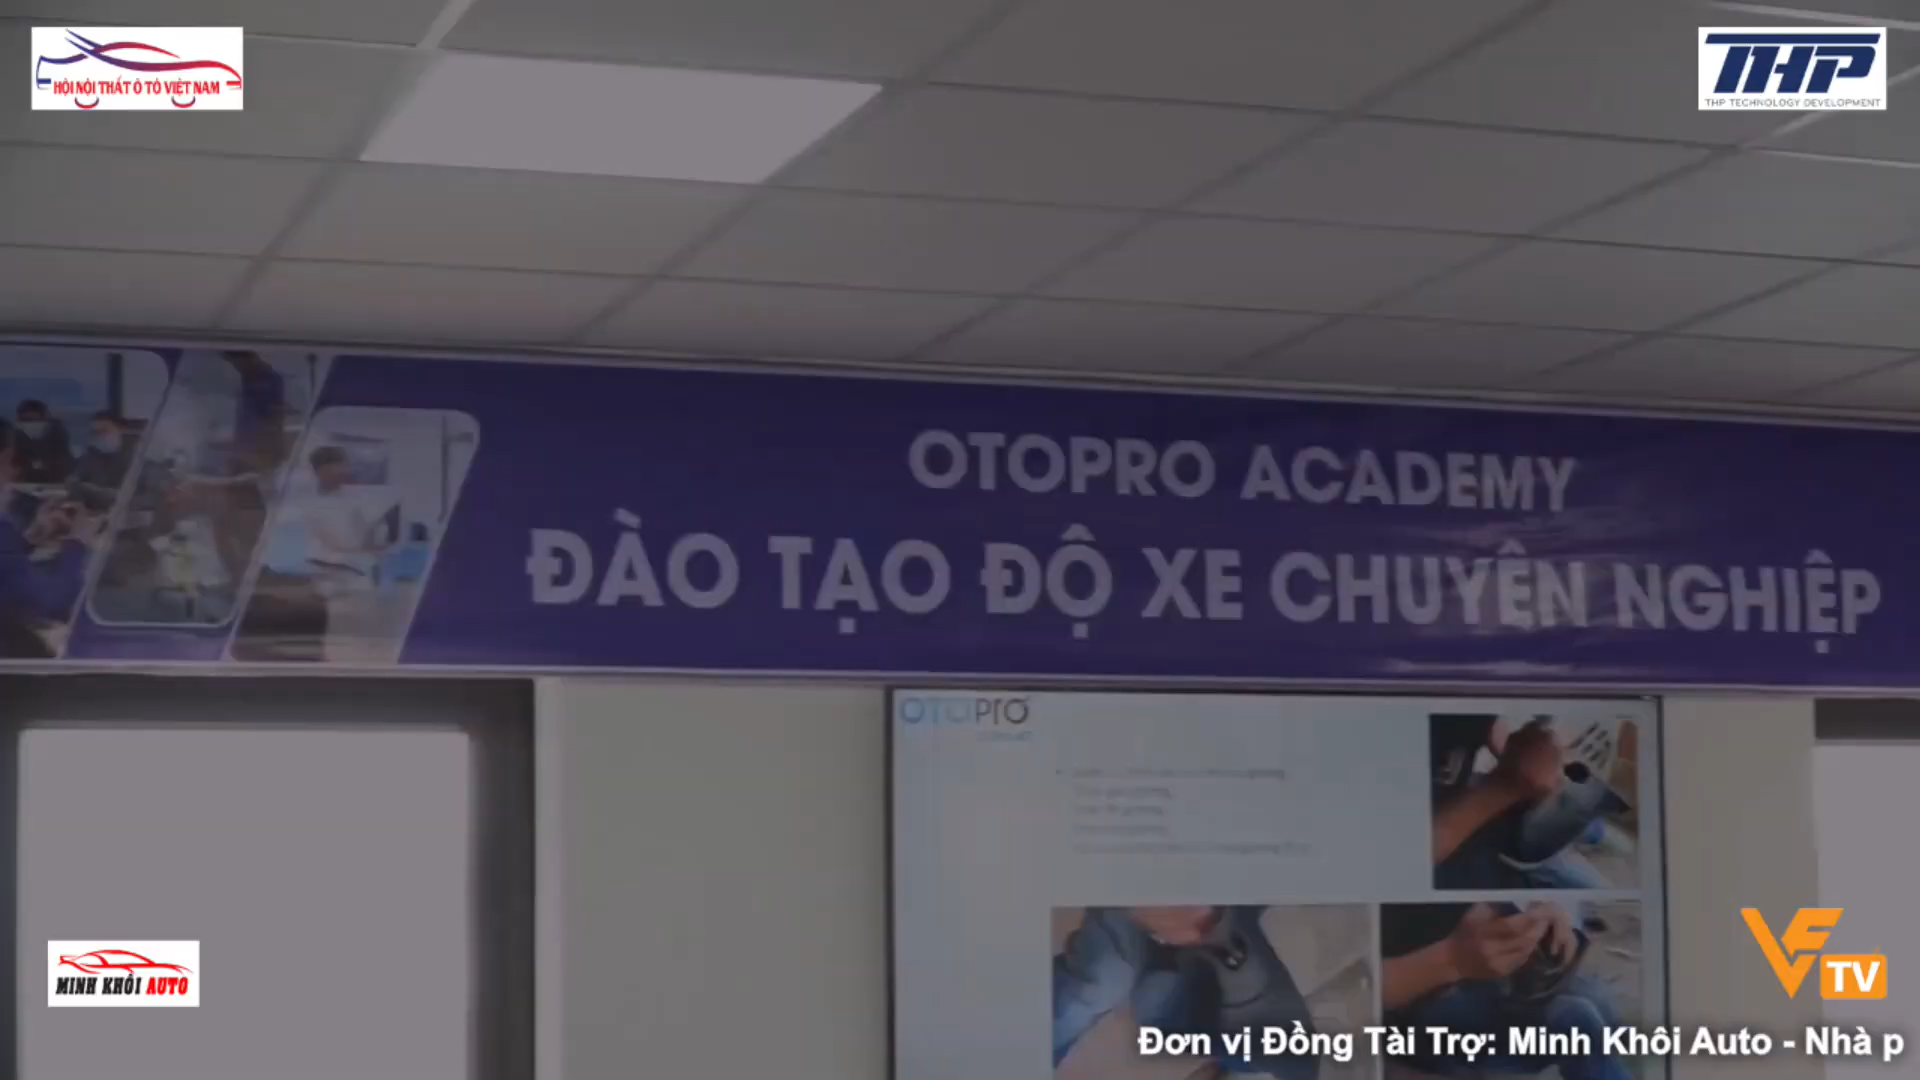 HỘI NỘI THẤT Ô TÔ VIỆT NAM
THP
THP TECHNOLOGY DEVELOPMENT
OTOPRO ACADEMY
ĐÀO TẠO ĐỘ XE CHUYÊN NGHIỆP
OTOPRO
MINH KHÔI AUTO
VF TV
Đơn vị Đồng Tài Trợ: Minh Khôi Auto - Nhà p